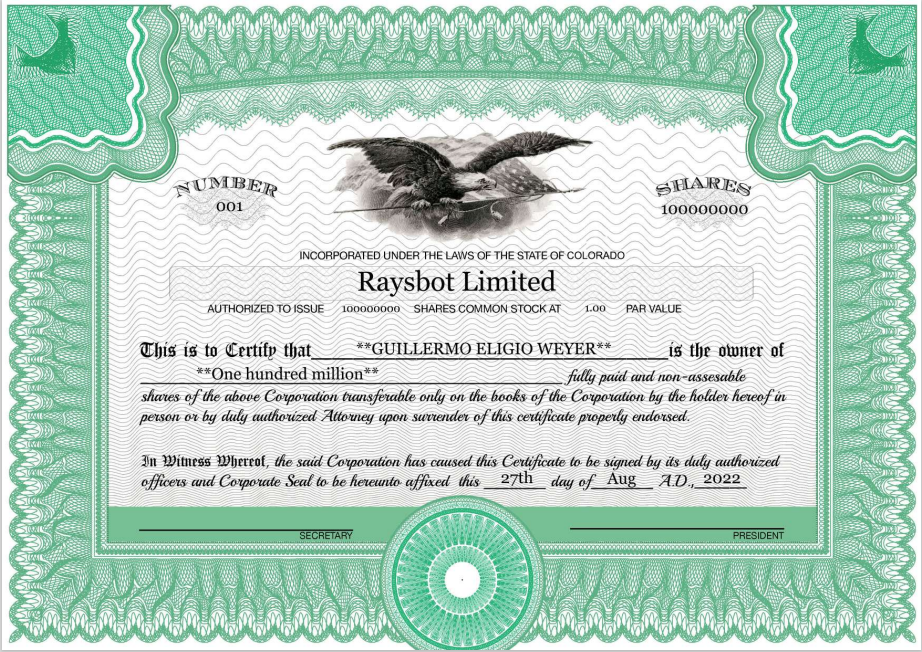 NUMBER
001
SHARES
100000000
INCORPORATED UNDER THE LAWS OF THE STATE OF COLORADO
Raysbot Limited
AUTHORIZED TO ISSUE 100000000 SHARES COMMON STOCK AT 1.00 PAR VALUE
This is to Certify that **GUILLERMO ELIGIO WEYER** is the owner of
**One hundred million** fully paid and non-assesable
shares of the above Corporation transferable only on the books of the Corporation by the holder hereof in
person or by duly authorized Attorney upon surrender of this certificate properly endorsed.
In Witness Whereof, the said Corporation has caused this Certificate to be signed by its duly authorized
officers and Corporate Seal to be hereunto affixed this 27th day of Aug A.D., 2022
SECRETARY
PRESIDENT